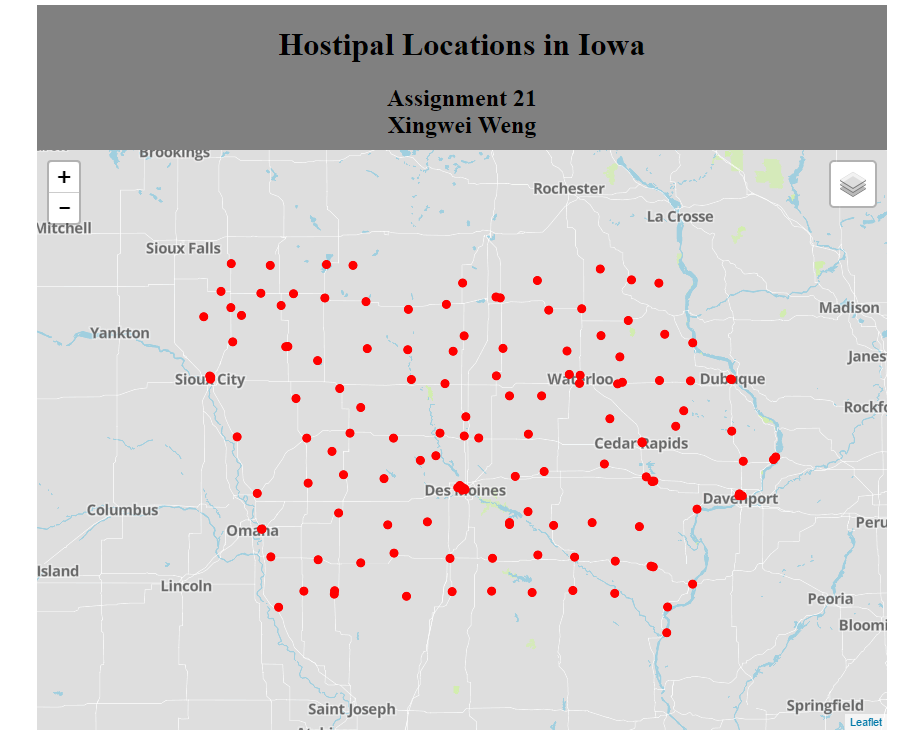 Hostipal Locations in Iowa
Assignment 21
Xingwei Weng
Brookings
+
−
Rochester
La Crosse
Mitchell
Sioux Falls
Madison
Yankton
Janes
Sioux City
Waterloo
Dubuque
Rockfo
Cedar Rapids
Des Moines
Davenport
Columbus
Omaha
Peru
Island
Lincoln
Peoria
Bloomi
Saint Joseph
Springfield
Leaflet